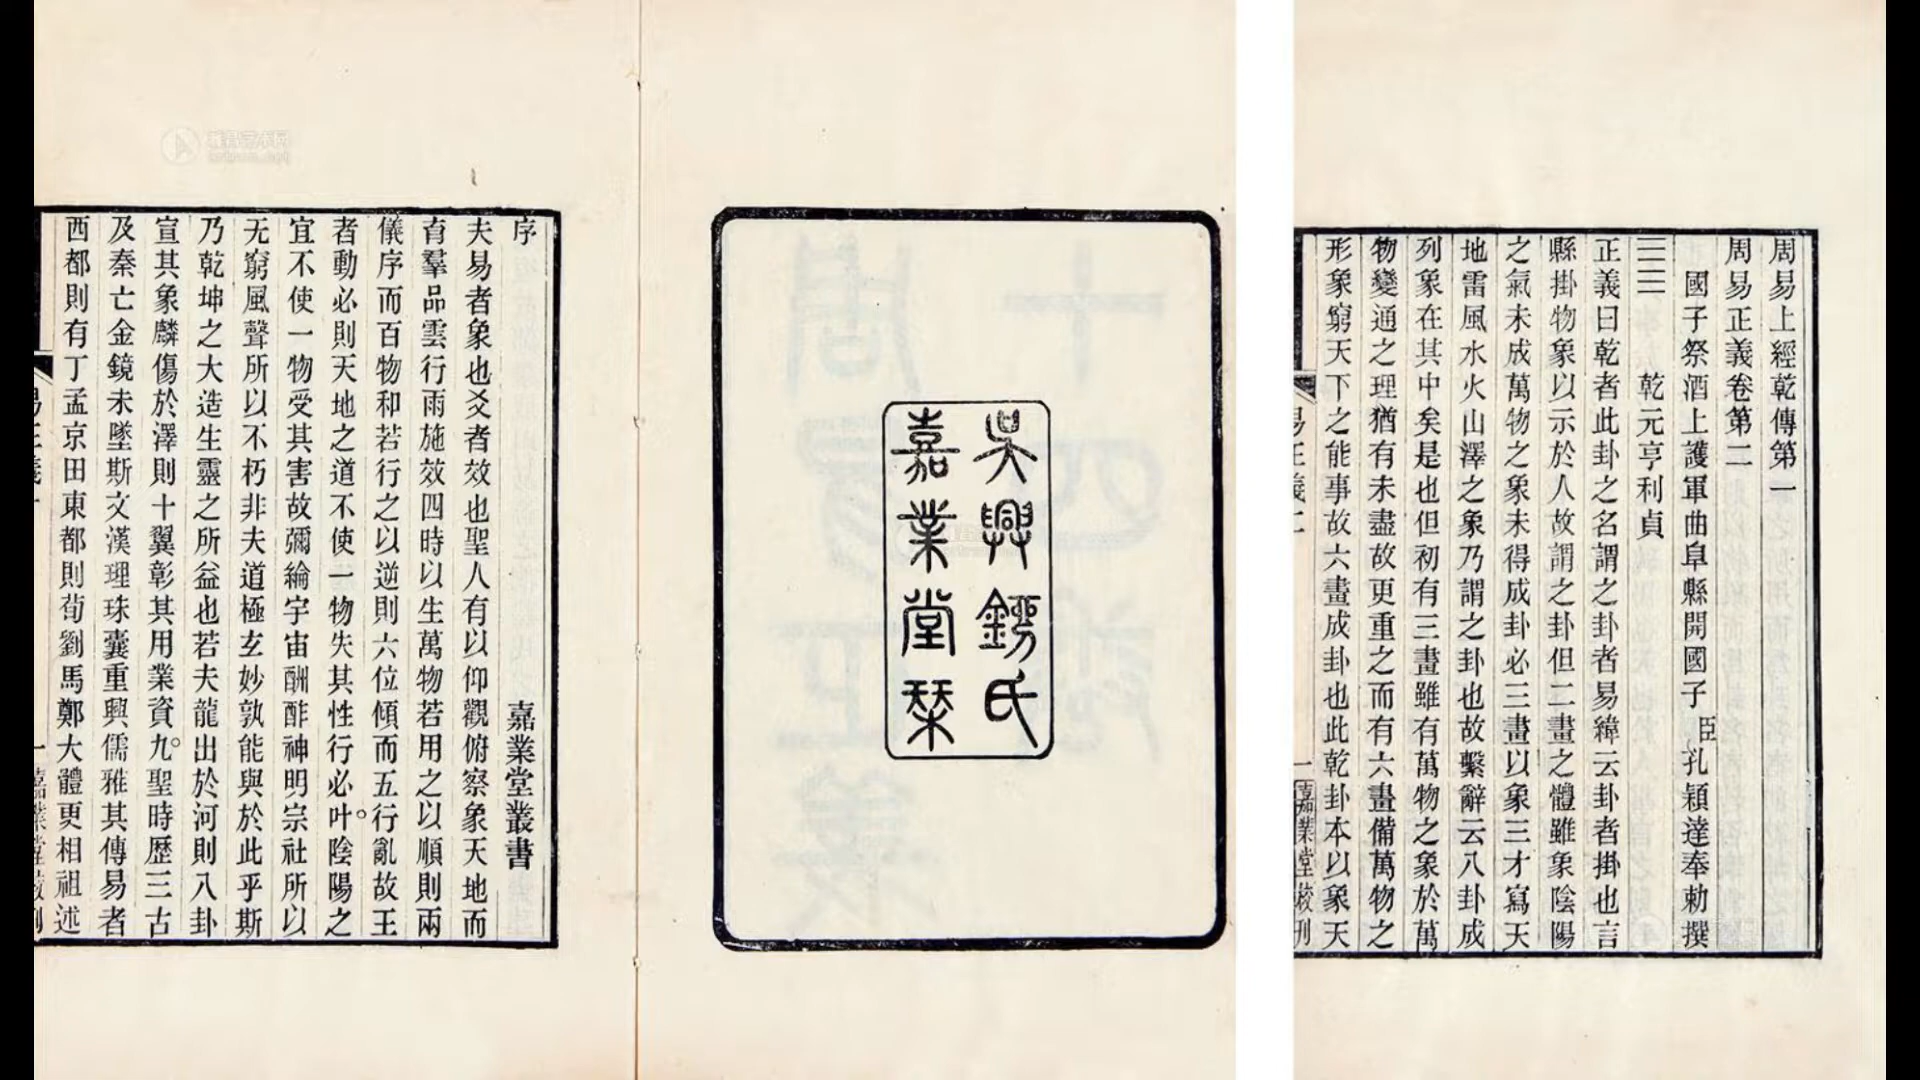 周易上經乾傳第一
周易正義卷第二
國子祭酒上護軍曲阜縣開國子臣孔穎達奉勅撰
☰☰ 乾元亨利貞
正義曰乾者此卦之名謂之卦者易緯云卦者掛也言
縣掛物象以示於人故謂之卦但二畫之體雖象陰陽
之氣未成萬物之象未得成卦必三畫以象三才寫天
地雷風水火山澤之象乃謂之卦也故繫辭云八卦成
列象在其中矣是也但初有三畫雖有萬物之象於萬
物變通之理猶有未盡故更重之而有六畫備萬物之
形象窮天下之能事故六畫成卦也此乾卦本以象天
易正義二
嘉業堂校刊
吳興劉氏
嘉業堂栞
序 嘉業堂叢書
夫易者象也爻者效也聖人有以仰觀俯察象天地而
育羣品雲行雨施效四時以生萬物若用之以順則兩
儀序而百物和若行之以逆則六位傾而五行亂故王
者動必則天地之道不使一物失其性行必叶陰陽之
宜不使一物受其害故彌綸宇宙酬酢神明宗社所以
无窮風聲所以不朽非夫道極玄妙孰能與於此乎斯
乃乾坤之大造生靈之所益也若夫龍出於河則八卦
宣其象麟傷於澤則十翼彰其用業資九聖時歷三古
及秦亡金鏡未墜斯文漢理珠囊重興儒雅其傳易者
西都則有丁孟京田東都則荀劉馬鄭大體更相祖述